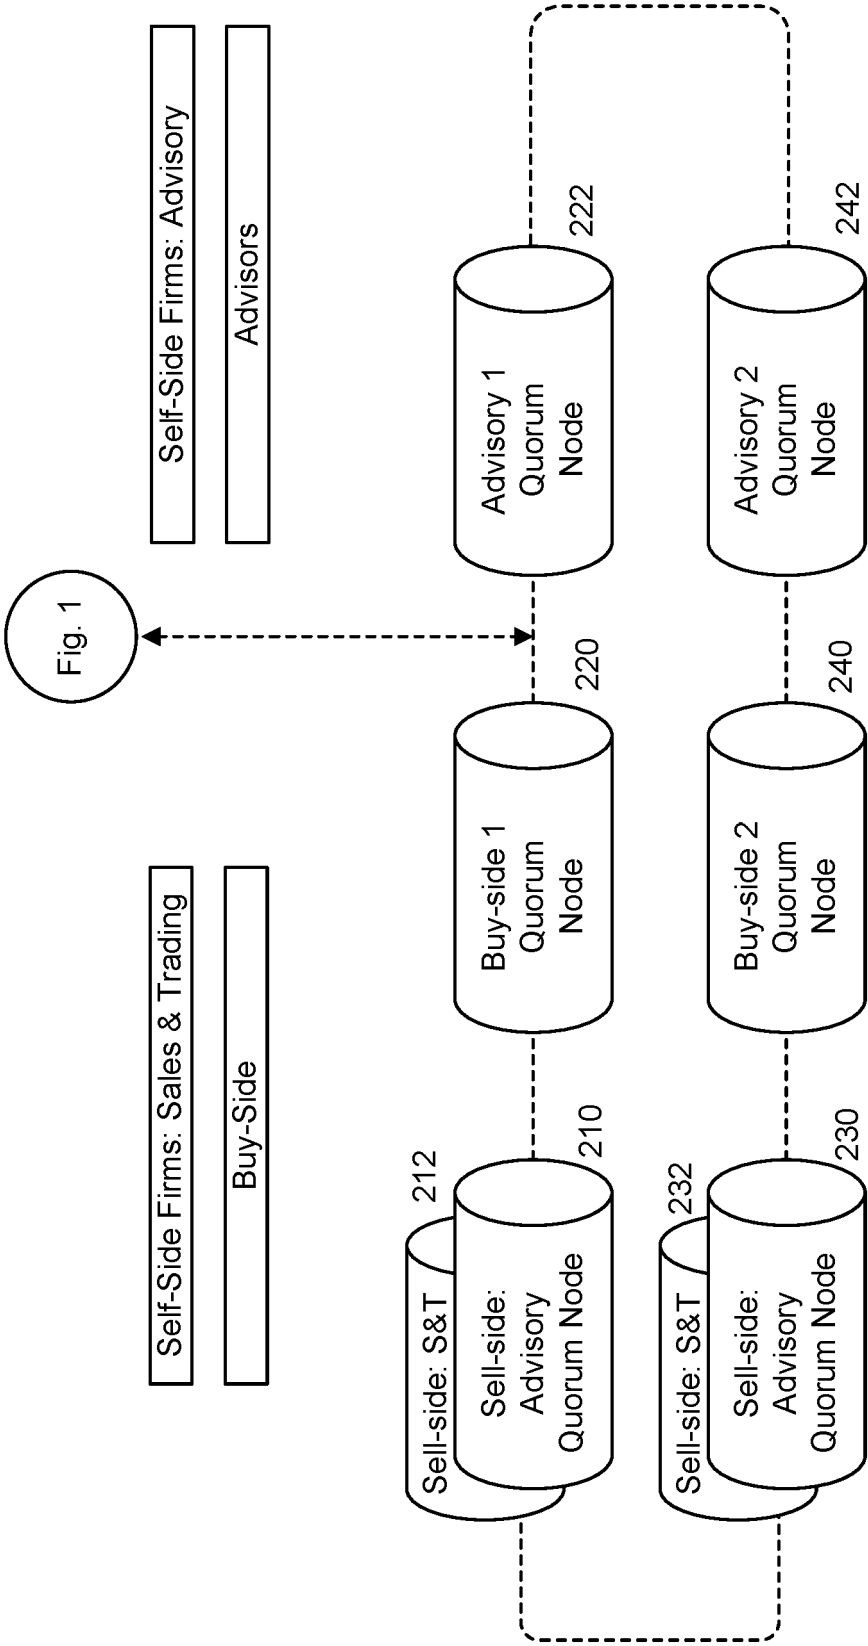 Fig. 1
Self-Side Firms: Sales & Trading
Self-Side Firms: Advisory
Buy-Side
Advisors
Sell-side: S&T
212
Sell-side:
Advisory
Quorum Node
210
Buy-side 1
Quorum
Node
220
Advisory 1
Quorum
Node
222
Sell-side: S&T
232
Sell-side:
Advisory
Quorum Node
230
Buy-side 2
Quorum
Node
240
Advisory 2
Quorum
Node
242